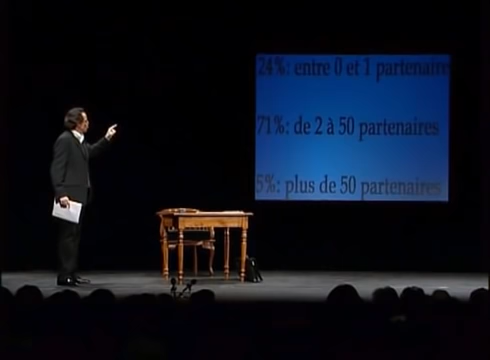 24%: entre 0 et 1 partenaire
71%: de 2 à 50 partenaires
5%: plus de 50 partenaires